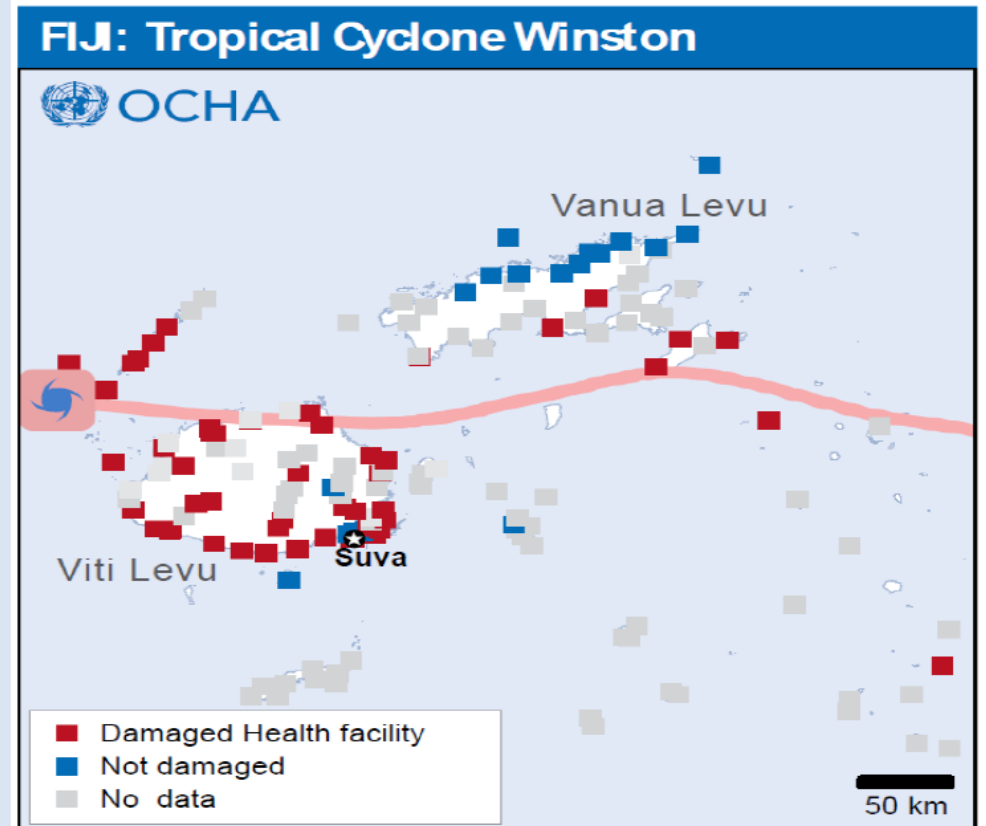 FIJI: Tropical Cyclone Winston
OCHA
Vanua Levu
Suva
Viti Levu
Damaged Health facility
Not damaged
No data
50 km